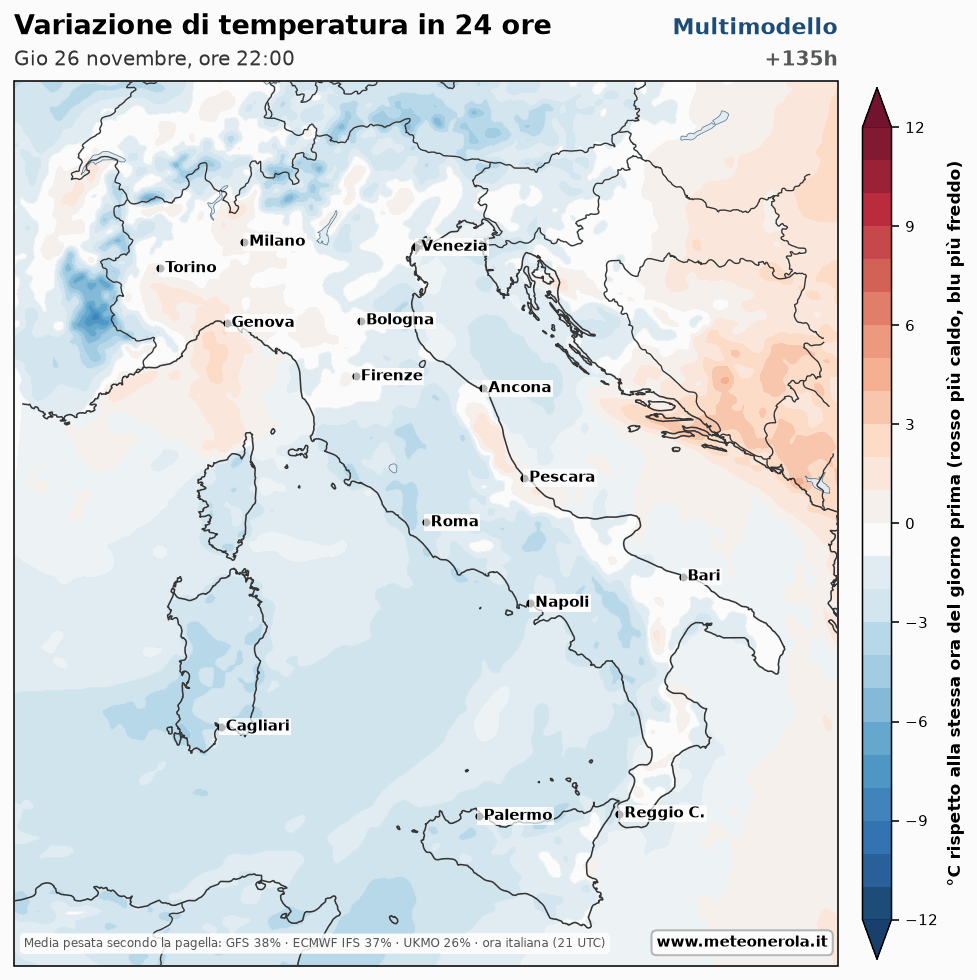 Variazione di temperatura in 24 ore
Multimodello
Gio 26 novembre, ore 22:00
+135h
Milano
Venezia
Torino
Genova
Bologna
Firenze
Ancona
Pescara
Roma
Bari
Napoli
Cagliari
Palermo
Reggio C.
12
9
6
3
0
−3
−6
−9
−12
°C rispetto alla stessa ora del giorno prima (rosso più caldo, blu più freddo)
Media pesata secondo la pagella: GFS 38% · ECMWF IFS 37% · UKMO 26% · ora italiana (21 UTC)
www.meteonerola.it